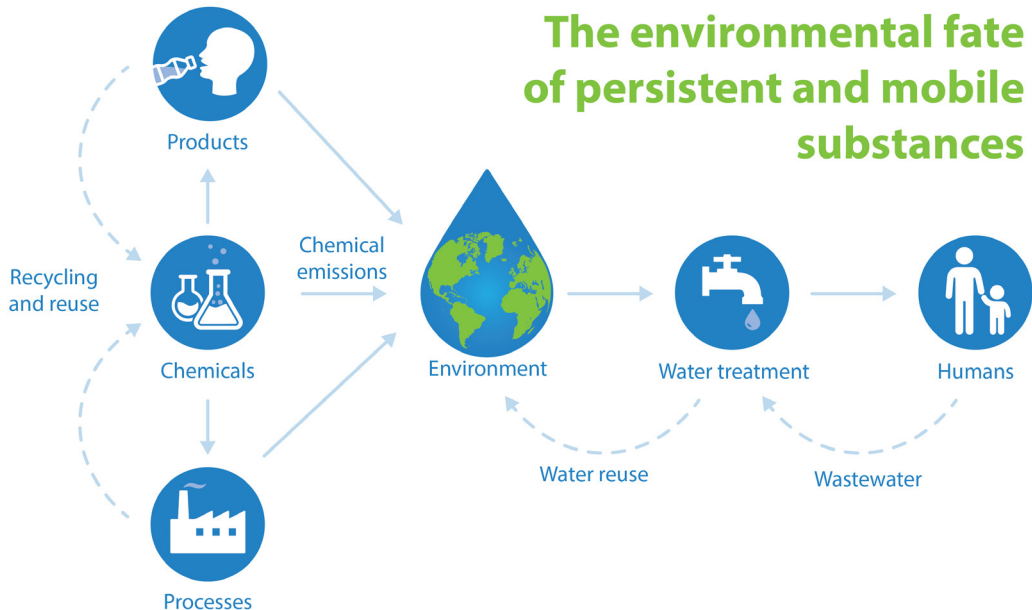 The environmental fate
of persistent and mobile
substances
Products
Chemical
emissions
Recycling
and reuse
Chemicals
Environment
Water treatment
Humans
Water reuse
Wastewater
Processes